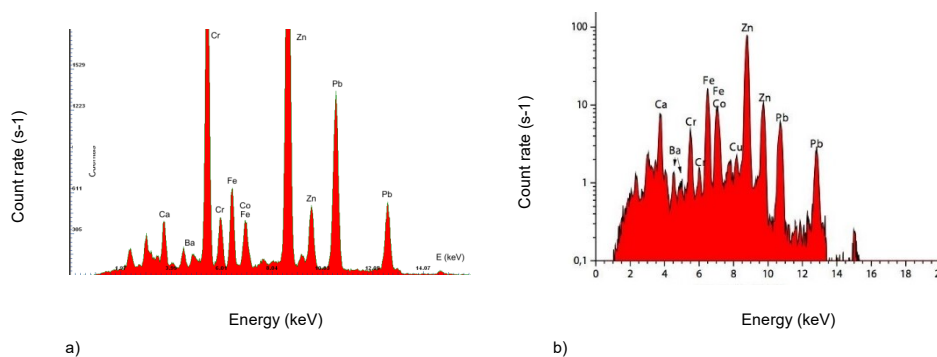 Count rate (s-1)
Counts
1529
1223
611
305
Ca
Ba
Cr
Cr
Fe
Co
Fe
Zn
Zn
Pb
Pb
E (keV)
14.07
Energy (keV)
a)
Count rate (s-1)
100
10
1
0,1
Ca
Ba
Cr
Cr
Fe
Fe
Co
Cu
Zn
Zn
Pb
Pb
0 2 4 6 8 10 12 14 16 18 2
Energy (keV)
b)